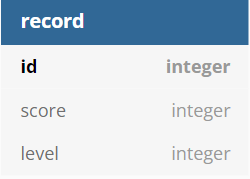 record
id integer
score integer
level integer